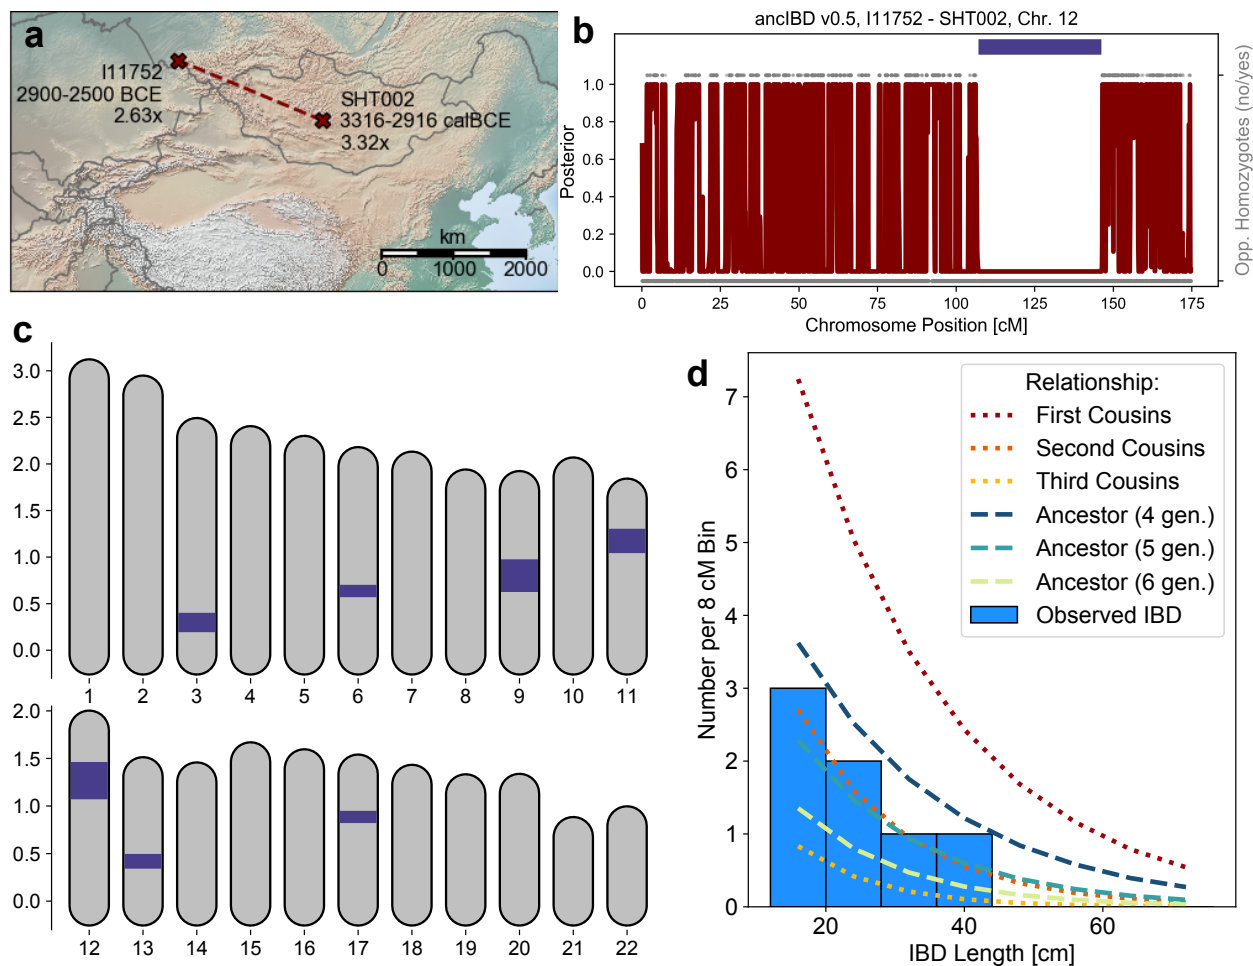 a
I11752
2900-2500 BCE
2.63x
SHT002
3316-2916 calBCE
3.32x
km
0 1000 2000
b
ancIBD v0.5, I11752 - SHT002, Chr. 12
Posterior
1.0
0.8
0.6
0.4
0.2
0.0
0 25 50 75 100 125 150 175
Chromosome Position [cM]
Opp. Homozygotes (no/yes)
c
3.0
2.5
2.0
1.5
1.0
0.5
0.0
1 2 3 4 5 6 7 8 9 10 11
2.0
1.5
1.0
0.5
0.0
12 13 14 15 16 17 18 19 20 21 22
d
Number per 8 cM Bin
7
6
5
4
3
2
1
0
20 40 60
IBD Length [cm]
Relationship:
First Cousins
Second Cousins
Third Cousins
Ancestor (4 gen.)
Ancestor (5 gen.)
Ancestor (6 gen.)
Observed IBD